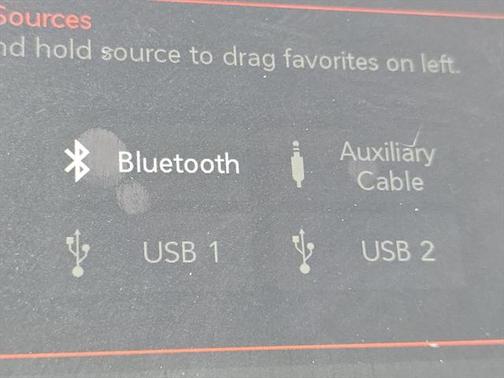 Sources
nd hold source to drag favorites on left.
Bluetooth
Auxiliary
Cable
USB 1
USB 2